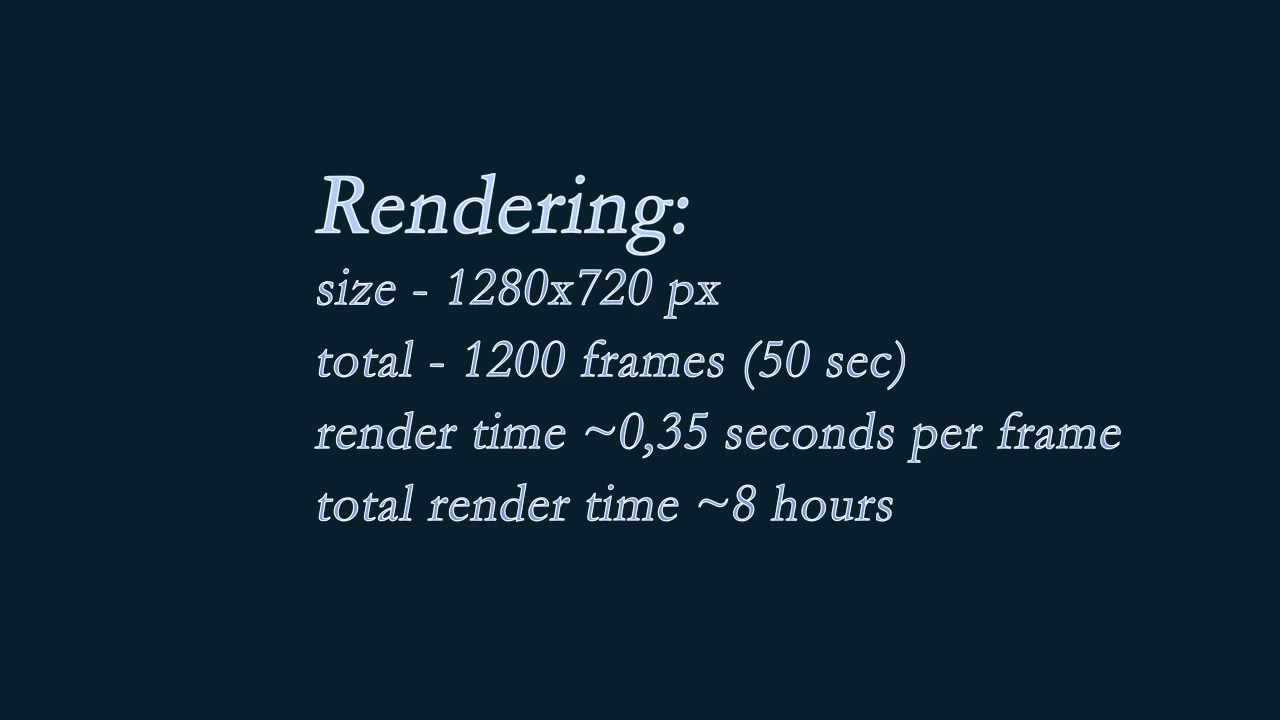 Rendering:
size - 1280x720 px
total - 1200 frames (50 sec)
render time ~0,35 seconds per frame
total render time ~8 hours